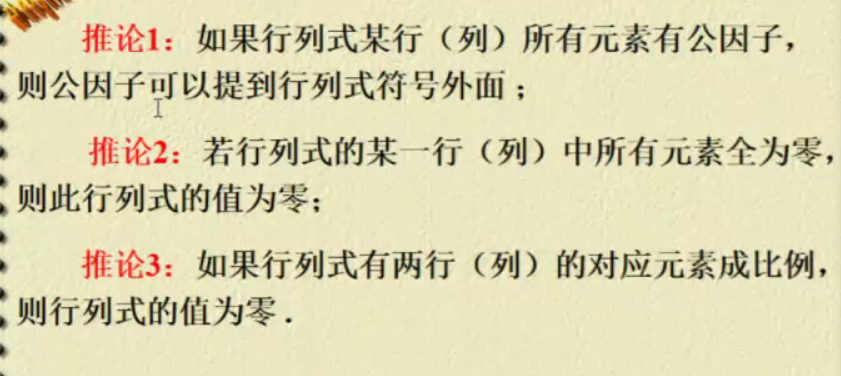 推论1：如果行列式某行（列）所有元素有公因子，
则公因子可以提到行列式符号外面；
推论2：若行列式的某一行（列）中所有元素全为零，
则此行列式的值为零；
推论3：如果行列式有两行（列）的对应元素成比例，
则行列式的值为零．